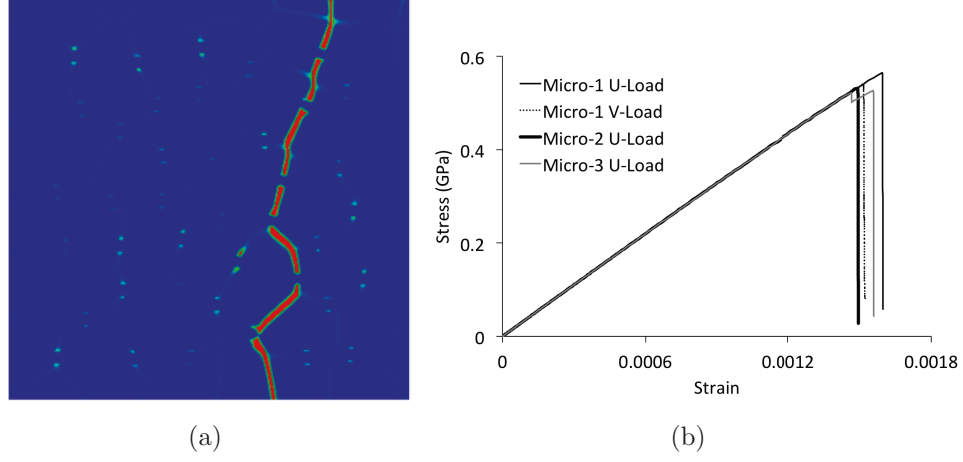 0.6
Micro-1 U-Load
Micro-1 V-Load
Micro-2 U-Load
Micro-3 U-Load
0.4
0.2
0
Stress (GPa)
0 0.0006 0.0012 0.0018
Strain
(a) (b)